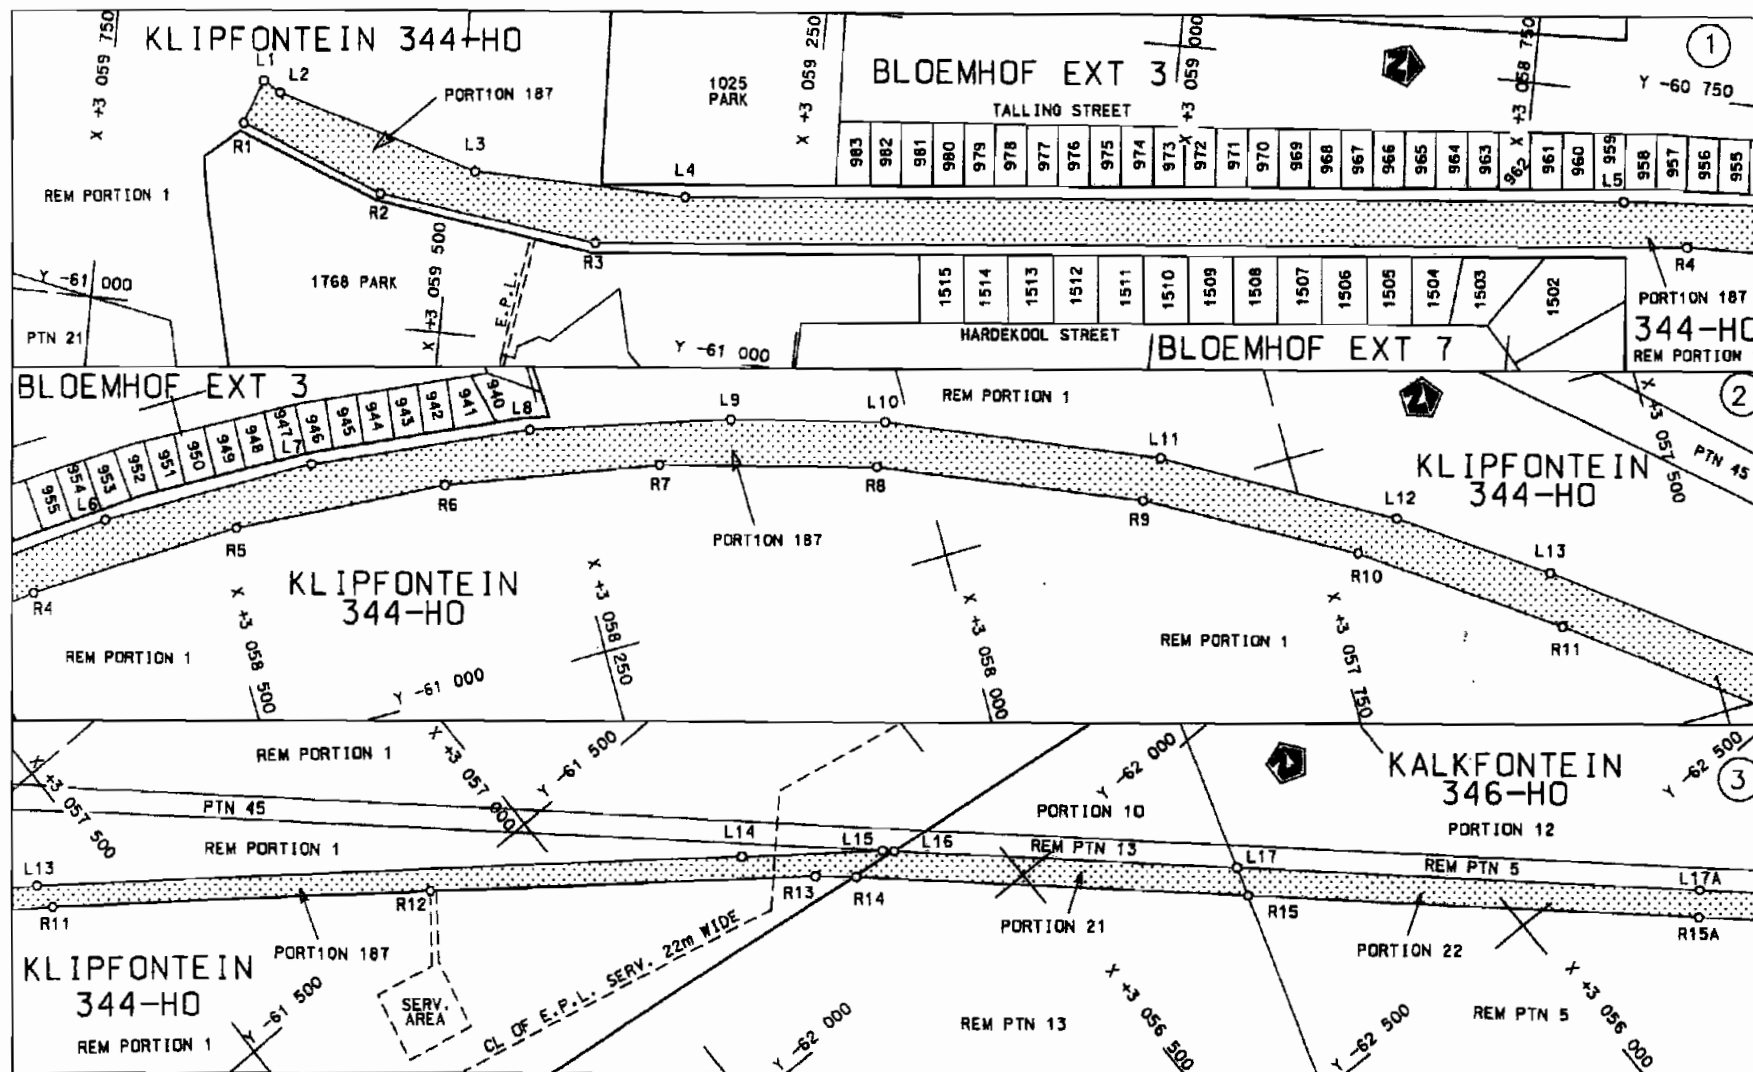 KLIPFONTEIN 344-HO
X +3 059 750
L1
L2
PORTION 187
1025
PARK
X +3 059 250
BLOEMHOF EXT 3
X +3 059 000
X +3 058 750
1
Y -60 750
TALLING STREET
983 982 981 980 979 978 977 976 975 974 973 972 971 970 969 968 967 966 965 964 963 962 961 960 959 958 957 956 955
R1
L3
L4
L5
REM PORTION 1
R2
R3
R4
Y -61 000
1768 PARK
X +3 059 500
E.P.L.
1515 1514 1513 1512 1511 1510 1509 1508 1507 1506 1505 1504 1503 1502
PORTION 187
344-HO
REM PORTION
PTN 21
Y -61 000
HARDEKOOL STREET
BLOEMHOF EXT 7
BLOEMHOF EXT 3
955 954 953 952 951 950 949 948 947 946 945 944 943 942 941 940
L6
L7
L8
L9
L10
REM PORTION 1
L11
KLIPFONTEIN
344-HO
X +3 057 500
PTN 45
2
L12
L13
R4
R5
R6
R7
R8
R9
R10
R11
PORTION 187
KLIPFONTEIN
344-HO
REM PORTION 1
X +3 058 500
Y -61 000
X +3 058 250
X +3 058 000
REM PORTION 1
X +3 057 750
REM PORTION 1
X +3 057 500
X +3 057 000
Y -61 500
Y -62 000
KALKFONTEIN
346-HO
Y -62 500
3
PTN 45
PORTION 10
PORTION 12
REM PORTION 1
L13
L14
L15
L16
REM PTN 13
L17
REM PTN 5
L17A
R11
R12
R13
R14
R15
R15A
PORTION 187
PORTION 21
PORTION 22
KLIPFONTEIN
344-HO
Y -61 500
SERV.
AREA
CL OF E.P.L. SERV. 22m WIDE
REM PORTION 1
Y -62 000
REM PTN 13
X +3 056 500
Y -62 500
REM PTN 5
X +3 056 000